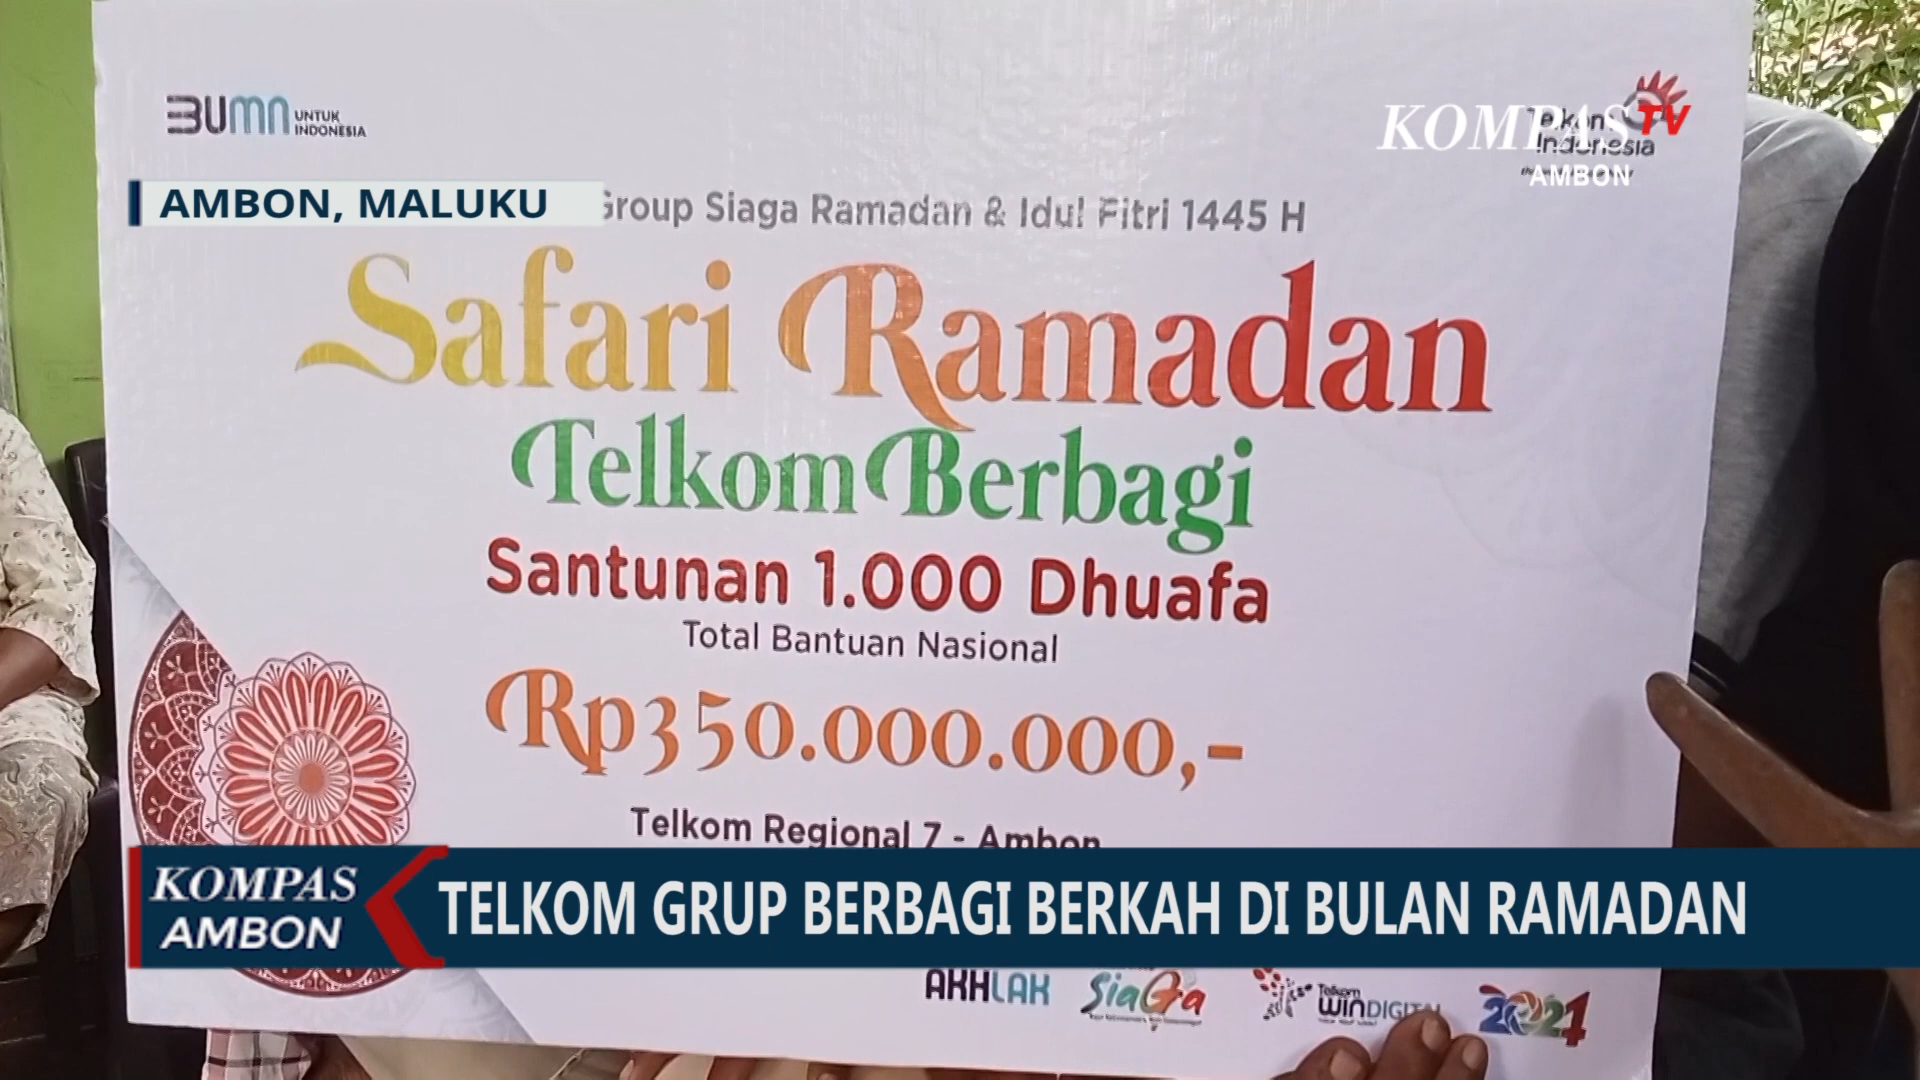 BUMN UNTUK INDONESIA
Telkom Indonesia
KOMPAS TV
AMBON
AMBON, MALUKU
Group Siaga Ramadan & Idul Fitri 1445 H
Safari Ramadan
Telkom Berbagi
Santunan 1.000 Dhuafa
Total Bantuan Nasional
Rp350.000.000,-
Telkom Regional 7 - Ambon
KOMPAS AMBON
TELKOM GRUP BERBAGI BERKAH DI BULAN RAMADAN
AKHLAK
SiaGa
Telkom WINDIGITAL
2024